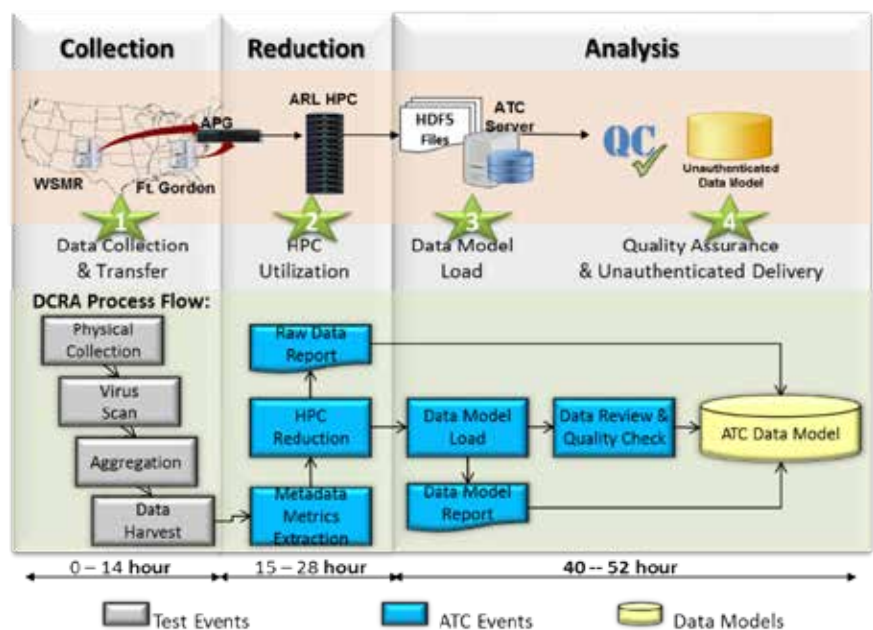 Collection
Reduction
Analysis
WSMR
Ft. Gordon
APG
ARL HPC
HDF5
Files
ATC
Server
QC
Unauthenticated
Data Model
1
2
3
4
Data Collection
& Transfer
HPC
Utilization
Data Model
Load
Quality Assurance
& Unauthenticated Delivery
DCRA Process Flow:
Physical
Collection
Virus
Scan
Aggregation
Data
Harvest
Raw Data
Report
HPC
Reduction
Metadata
Metrics
Extraction
Data Model
Load
Data Model
Report
Data Review &
Quality Check
ATC Data Model
0 – 14 hour
15 – 28 hour
40 -- 52 hour
Test Events
ATC Events
Data Models